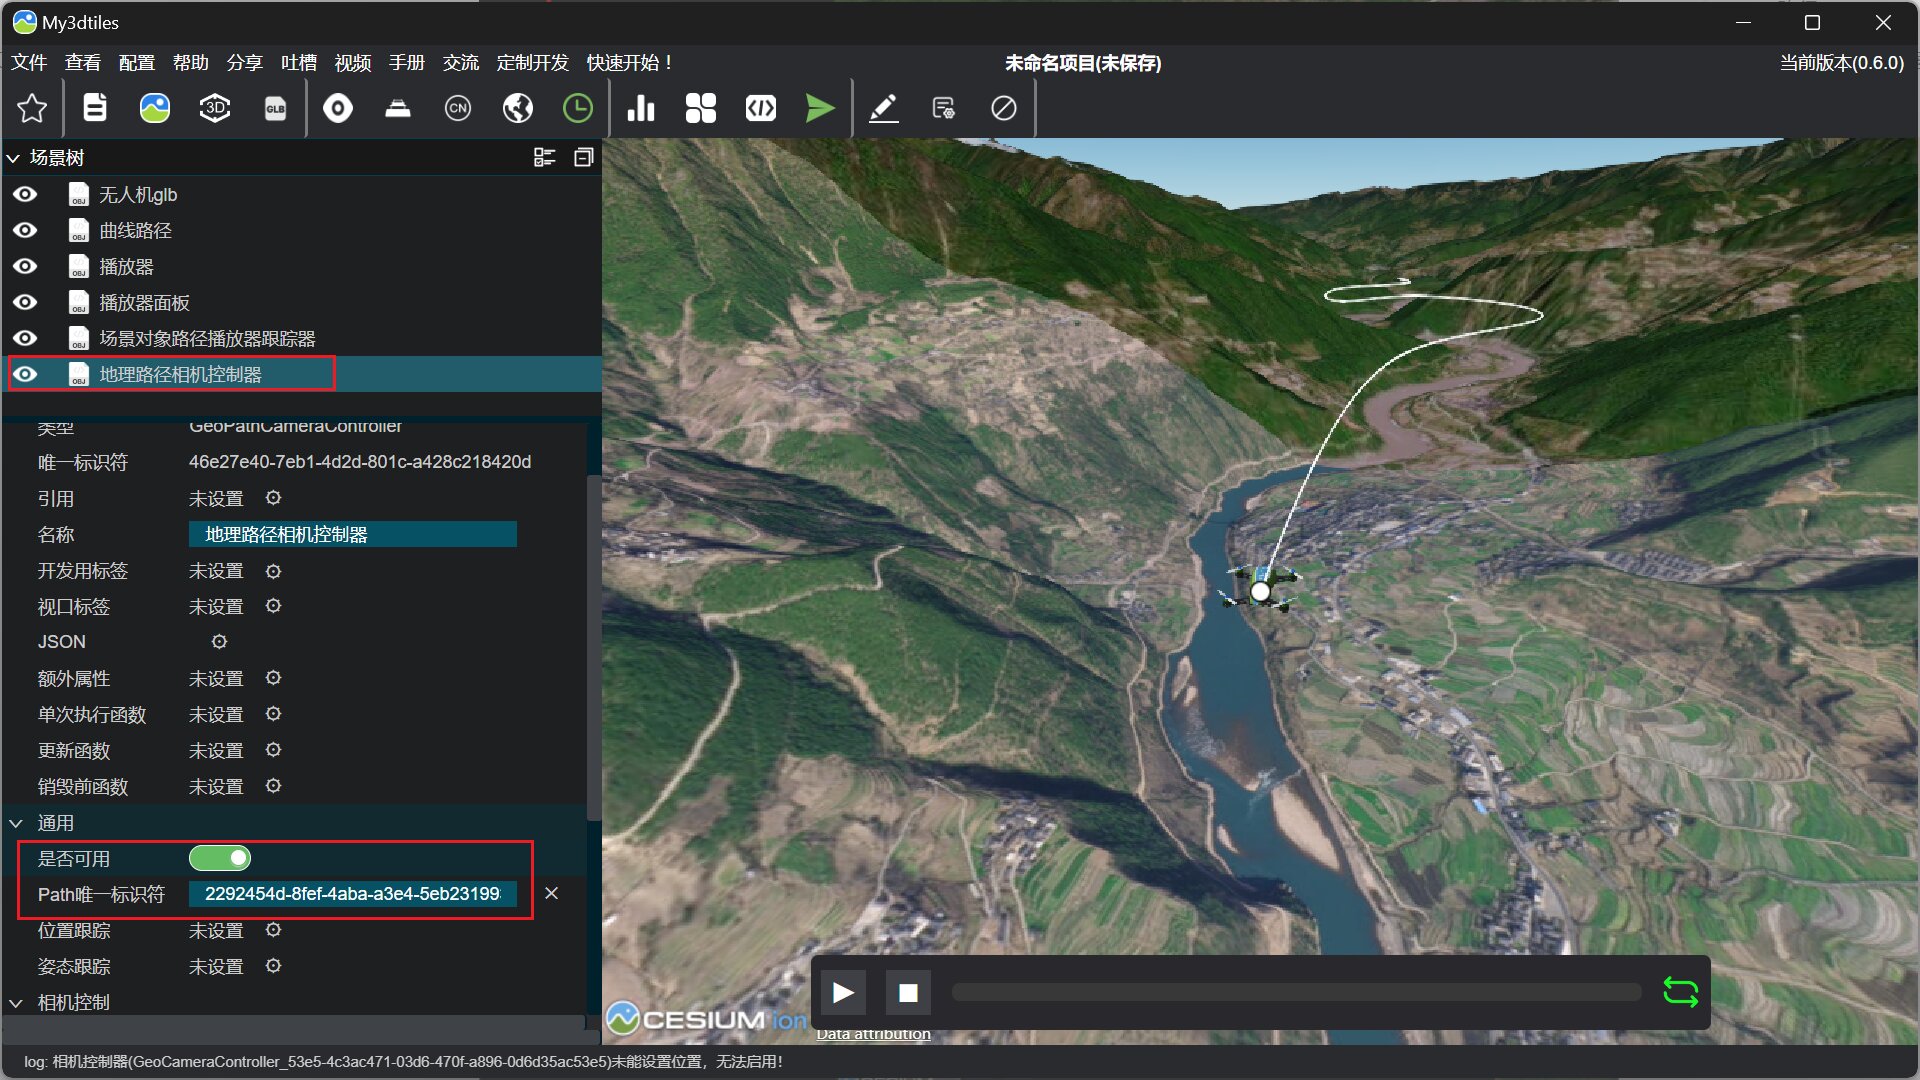 My3dtiles
文件 查看 配置 帮助 分享 吐槽 视频 手册 交流 定制开发 快速开始！ 未命名项目(未保存) 当前版本(0.6.0)
3D GLB CN
场景树
OBJ 无人机glb
OBJ 曲线路径
OBJ 播放器
OBJ 播放器面板
OBJ 场景对象路径播放器跟踪器
OBJ 地理路径相机控制器
类型 GeoPathCameraController
唯一标识符 46e27e40-7eb1-4d2d-801c-a428c218420d
引用 未设置
名称 地理路径相机控制器
开发用标签 未设置
视口标签 未设置
JSON
额外属性 未设置
单次执行函数 未设置
更新函数 未设置
销毁前函数 未设置
通用
是否可用
Path唯一标识符 2292454d-8fef-4aba-a3e4-5eb23199
位置跟踪 未设置
姿态跟踪 未设置
相机控制
CESIUM ion
Data attribution
log: 相机控制器(GeoCameraController_53e5-4c3ac471-03d6-470f-a896-0d6d35ac53e5)未能设置位置，无法启用！